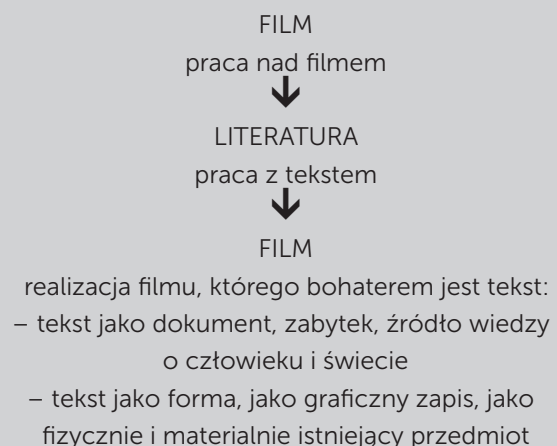 FILM
praca nad filmem
LITERATURA
praca z tekstem
FILM
realizacja filmu, którego bohaterem jest tekst:
– tekst jako dokument, zabytek, źródło wiedzy
o człowieku i świecie
– tekst jako forma, jako graficzny zapis, jako
fizycznie i materialnie istniejący przedmiot